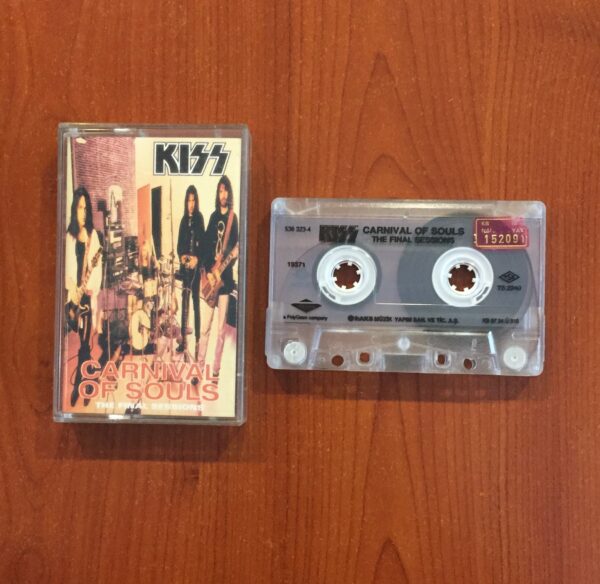 KISS
CARNIVAL
OF SOULS
THE FINAL SESSIONS
536 323-4
KISS
CARNIVAL OF SOULS
THE FINAL SESSIONS
152091
19371
a PolyGram company